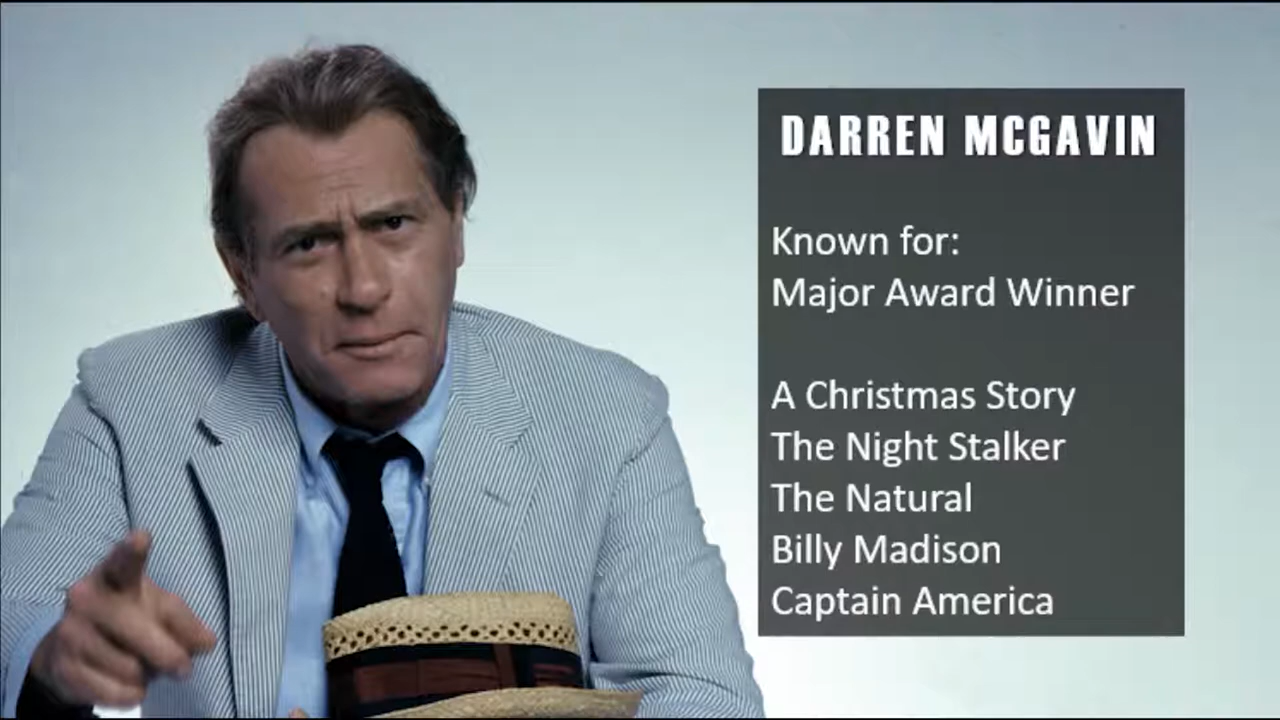 DARREN MCGAVIN
Known for:
Major Award Winner
A Christmas Story
The Night Stalker
The Natural
Billy Madison
Captain America